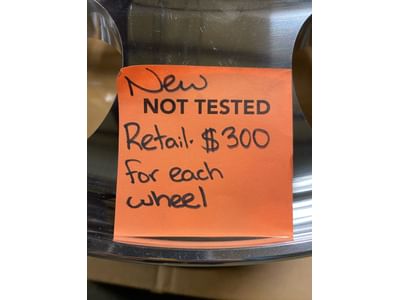 New
NOT TESTED
Retail. $300
for each
wheel